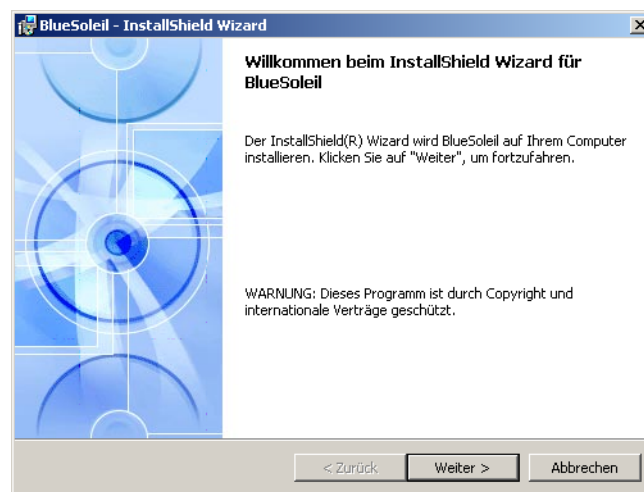 BlueSoleil - InstallShield Wizard
Willkommen beim InstallShield Wizard für
BlueSoleil
Der InstallShield(R) Wizard wird BlueSoleil auf Ihrem Computer
installieren. Klicken Sie auf "Weiter", um fortzufahren.
WARNUNG: Dieses Programm ist durch Copyright und
internationale Verträge geschützt.
< Zurück Weiter > Abbrechen